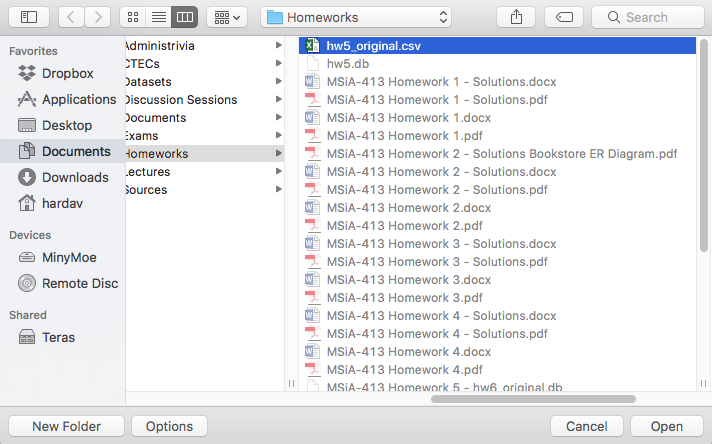 Homeworks
Search
Favorites
Dropbox
Applications
Desktop
Documents
Downloads
hardav
Devices
MinyMoe
Remote Disc
Shared
Teras
Administrivia
CTECs
Datasets
Discussion Sessions
Documents
Exams
Homeworks
Lectures
Sources
hw5_original.csv
hw5.db
MSiA-413 Homework 1 - Solutions.docx
MSiA-413 Homework 1 - Solutions.pdf
MSiA-413 Homework 1.docx
MSiA-413 Homework 1.pdf
MSiA-413 Homework 2 - Solutions Bookstore ER Diagram.pdf
MSiA-413 Homework 2 - Solutions.docx
MSiA-413 Homework 2 - Solutions.pdf
MSiA-413 Homework 2.docx
MSiA-413 Homework 2.pdf
MSiA-413 Homework 3 - Solutions.docx
MSiA-413 Homework 3 - Solutions.pdf
MSiA-413 Homework 3.docx
MSiA-413 Homework 3.pdf
MSiA-413 Homework 4 - Solutions.docx
MSiA-413 Homework 4 - Solutions.pdf
MSiA-413 Homework 4.docx
MSiA-413 Homework 4.pdf
MSiA-413 Homework 5 - hw6_original.db
New Folder
Options
Cancel
Open